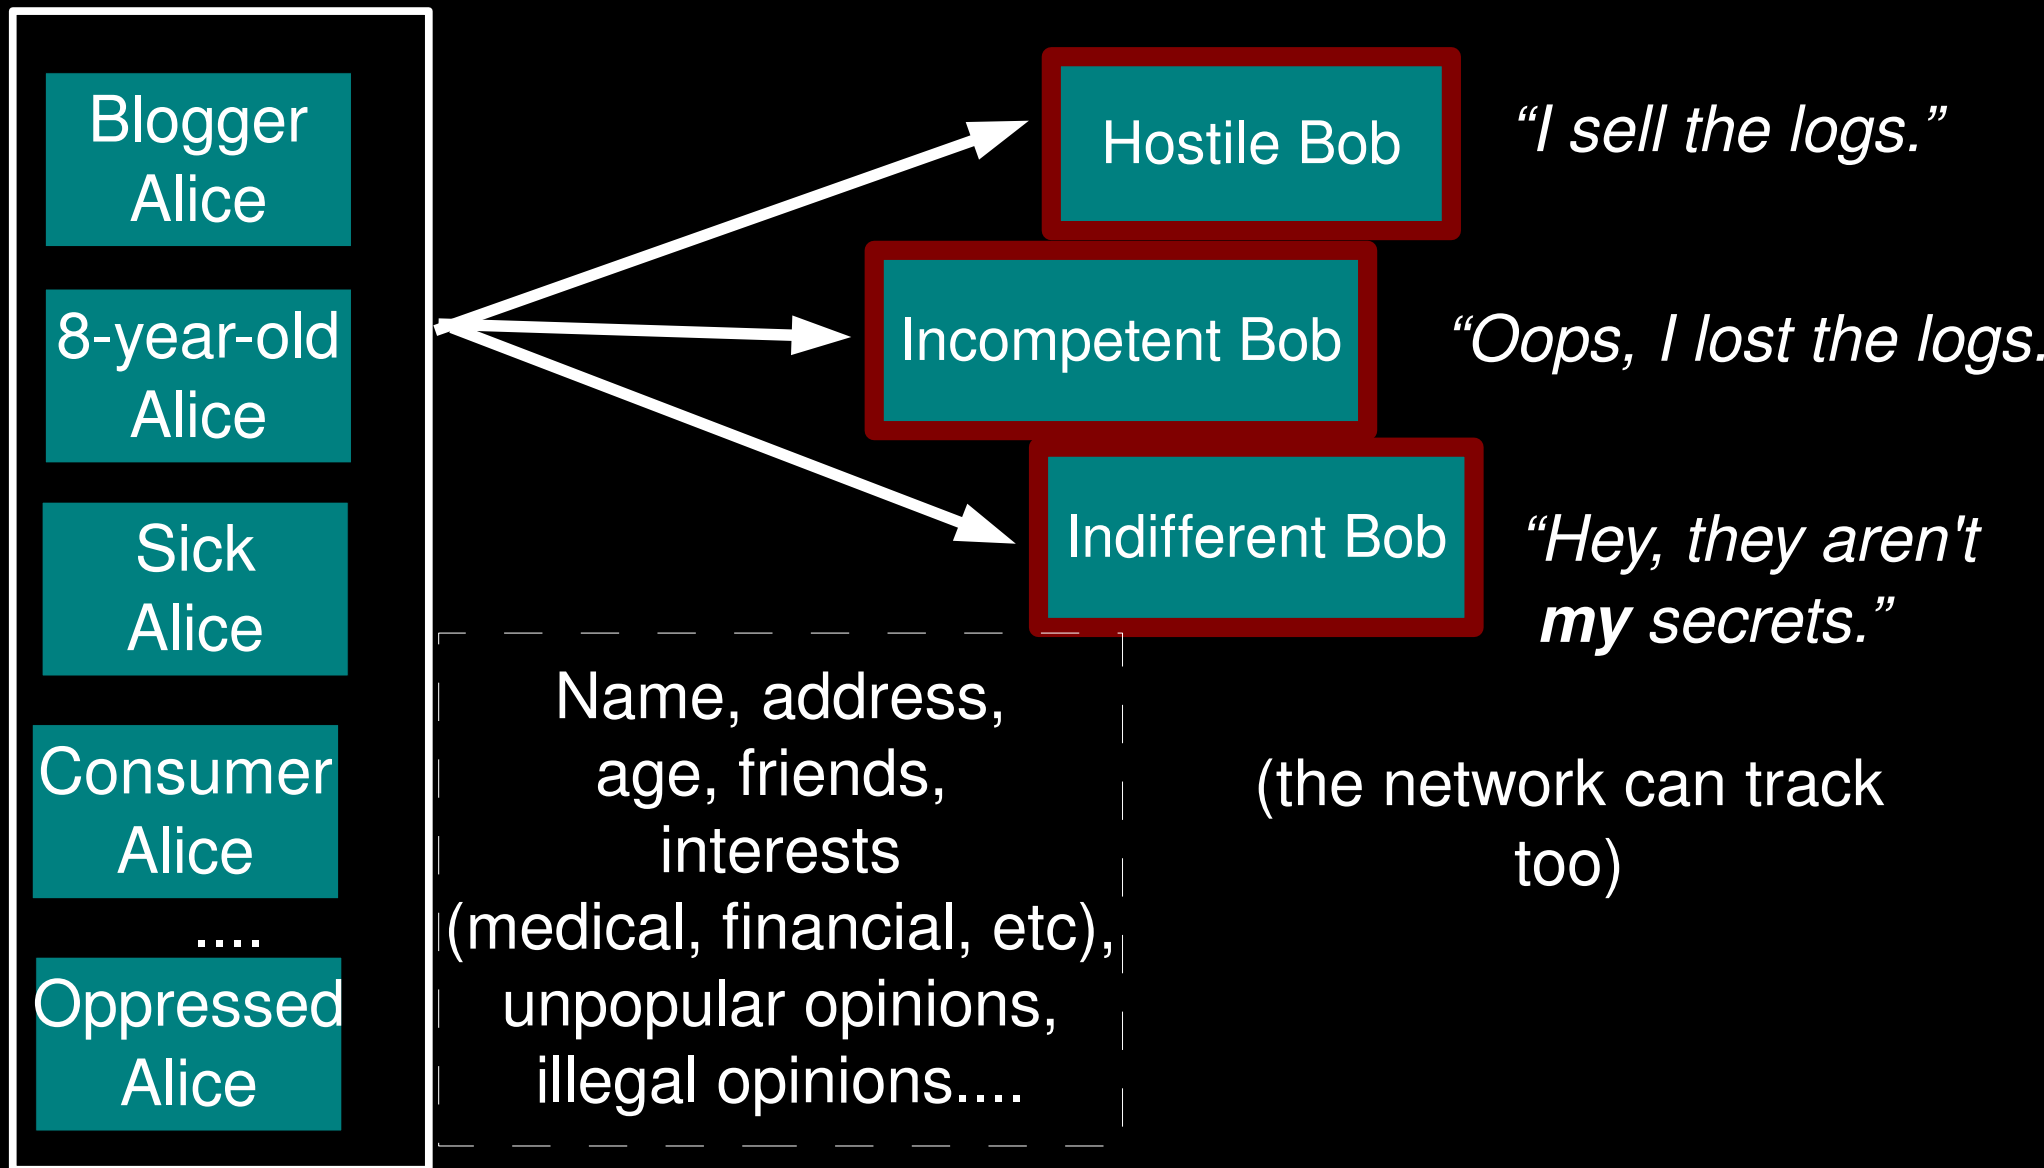 Blogger
Alice
8-year-old
Alice
Sick
Alice
Consumer
Alice
....
Oppressed
Alice
Hostile Bob
“I sell the logs.”
Incompetent Bob
“Oops, I lost the logs.
Indifferent Bob
“Hey, they aren't
my secrets.”
Name, address,
age, friends,
interests
(medical, financial, etc),
unpopular opinions,
illegal opinions....
(the network can track
too)